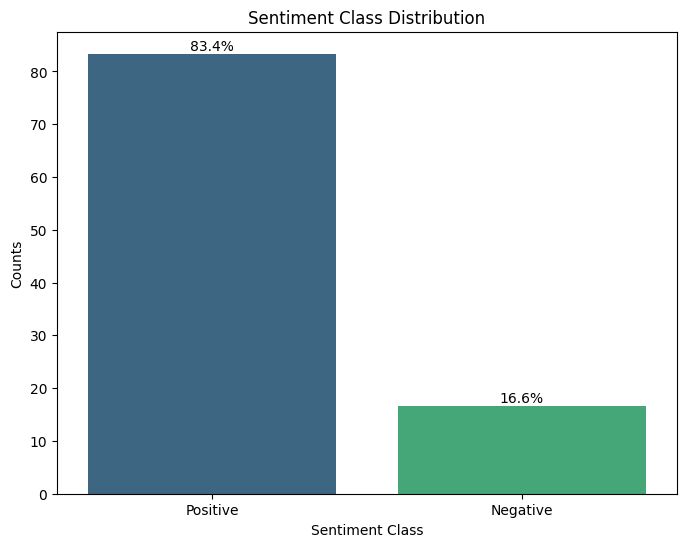 Sentiment Class Distribution
83.4%
16.6%
80
70
60
50
40
30
20
10
0
Counts
Positive
Negative
Sentiment Class